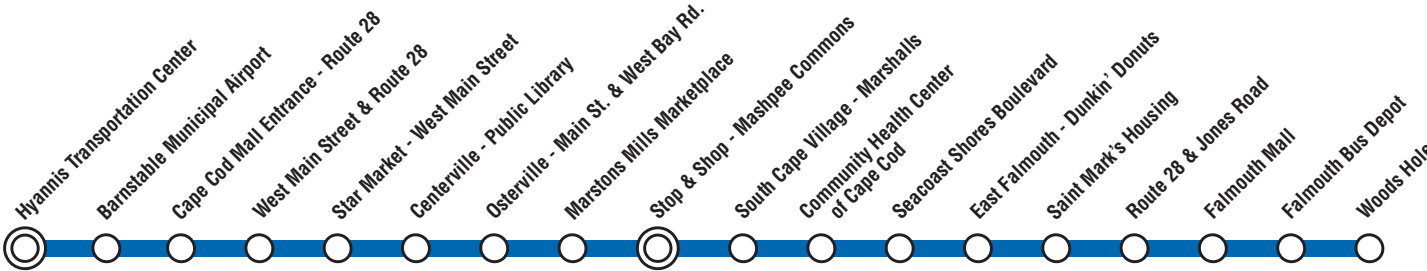 Hyannis Transportation Center
Barnstable Municipal Airport
Cape Cod Mall Entrance - Route 28
West Main Street & Route 28
Star Market - West Main Street
Centerville - Public Library
Osterville - Main St. & West Bay Rd.
Marstons Mills Marketplace
Stop & Shop - Mashpee Commons
South Cape Village - Marshalls
Community Health Center
of Cape Cod
Seacoast Shores Boulevard
East Falmouth - Dunkin' Donuts
Saint Mark's Housing
Route 28 & Jones Road
Falmouth Mall
Falmouth Bus Depot
Woods Hole